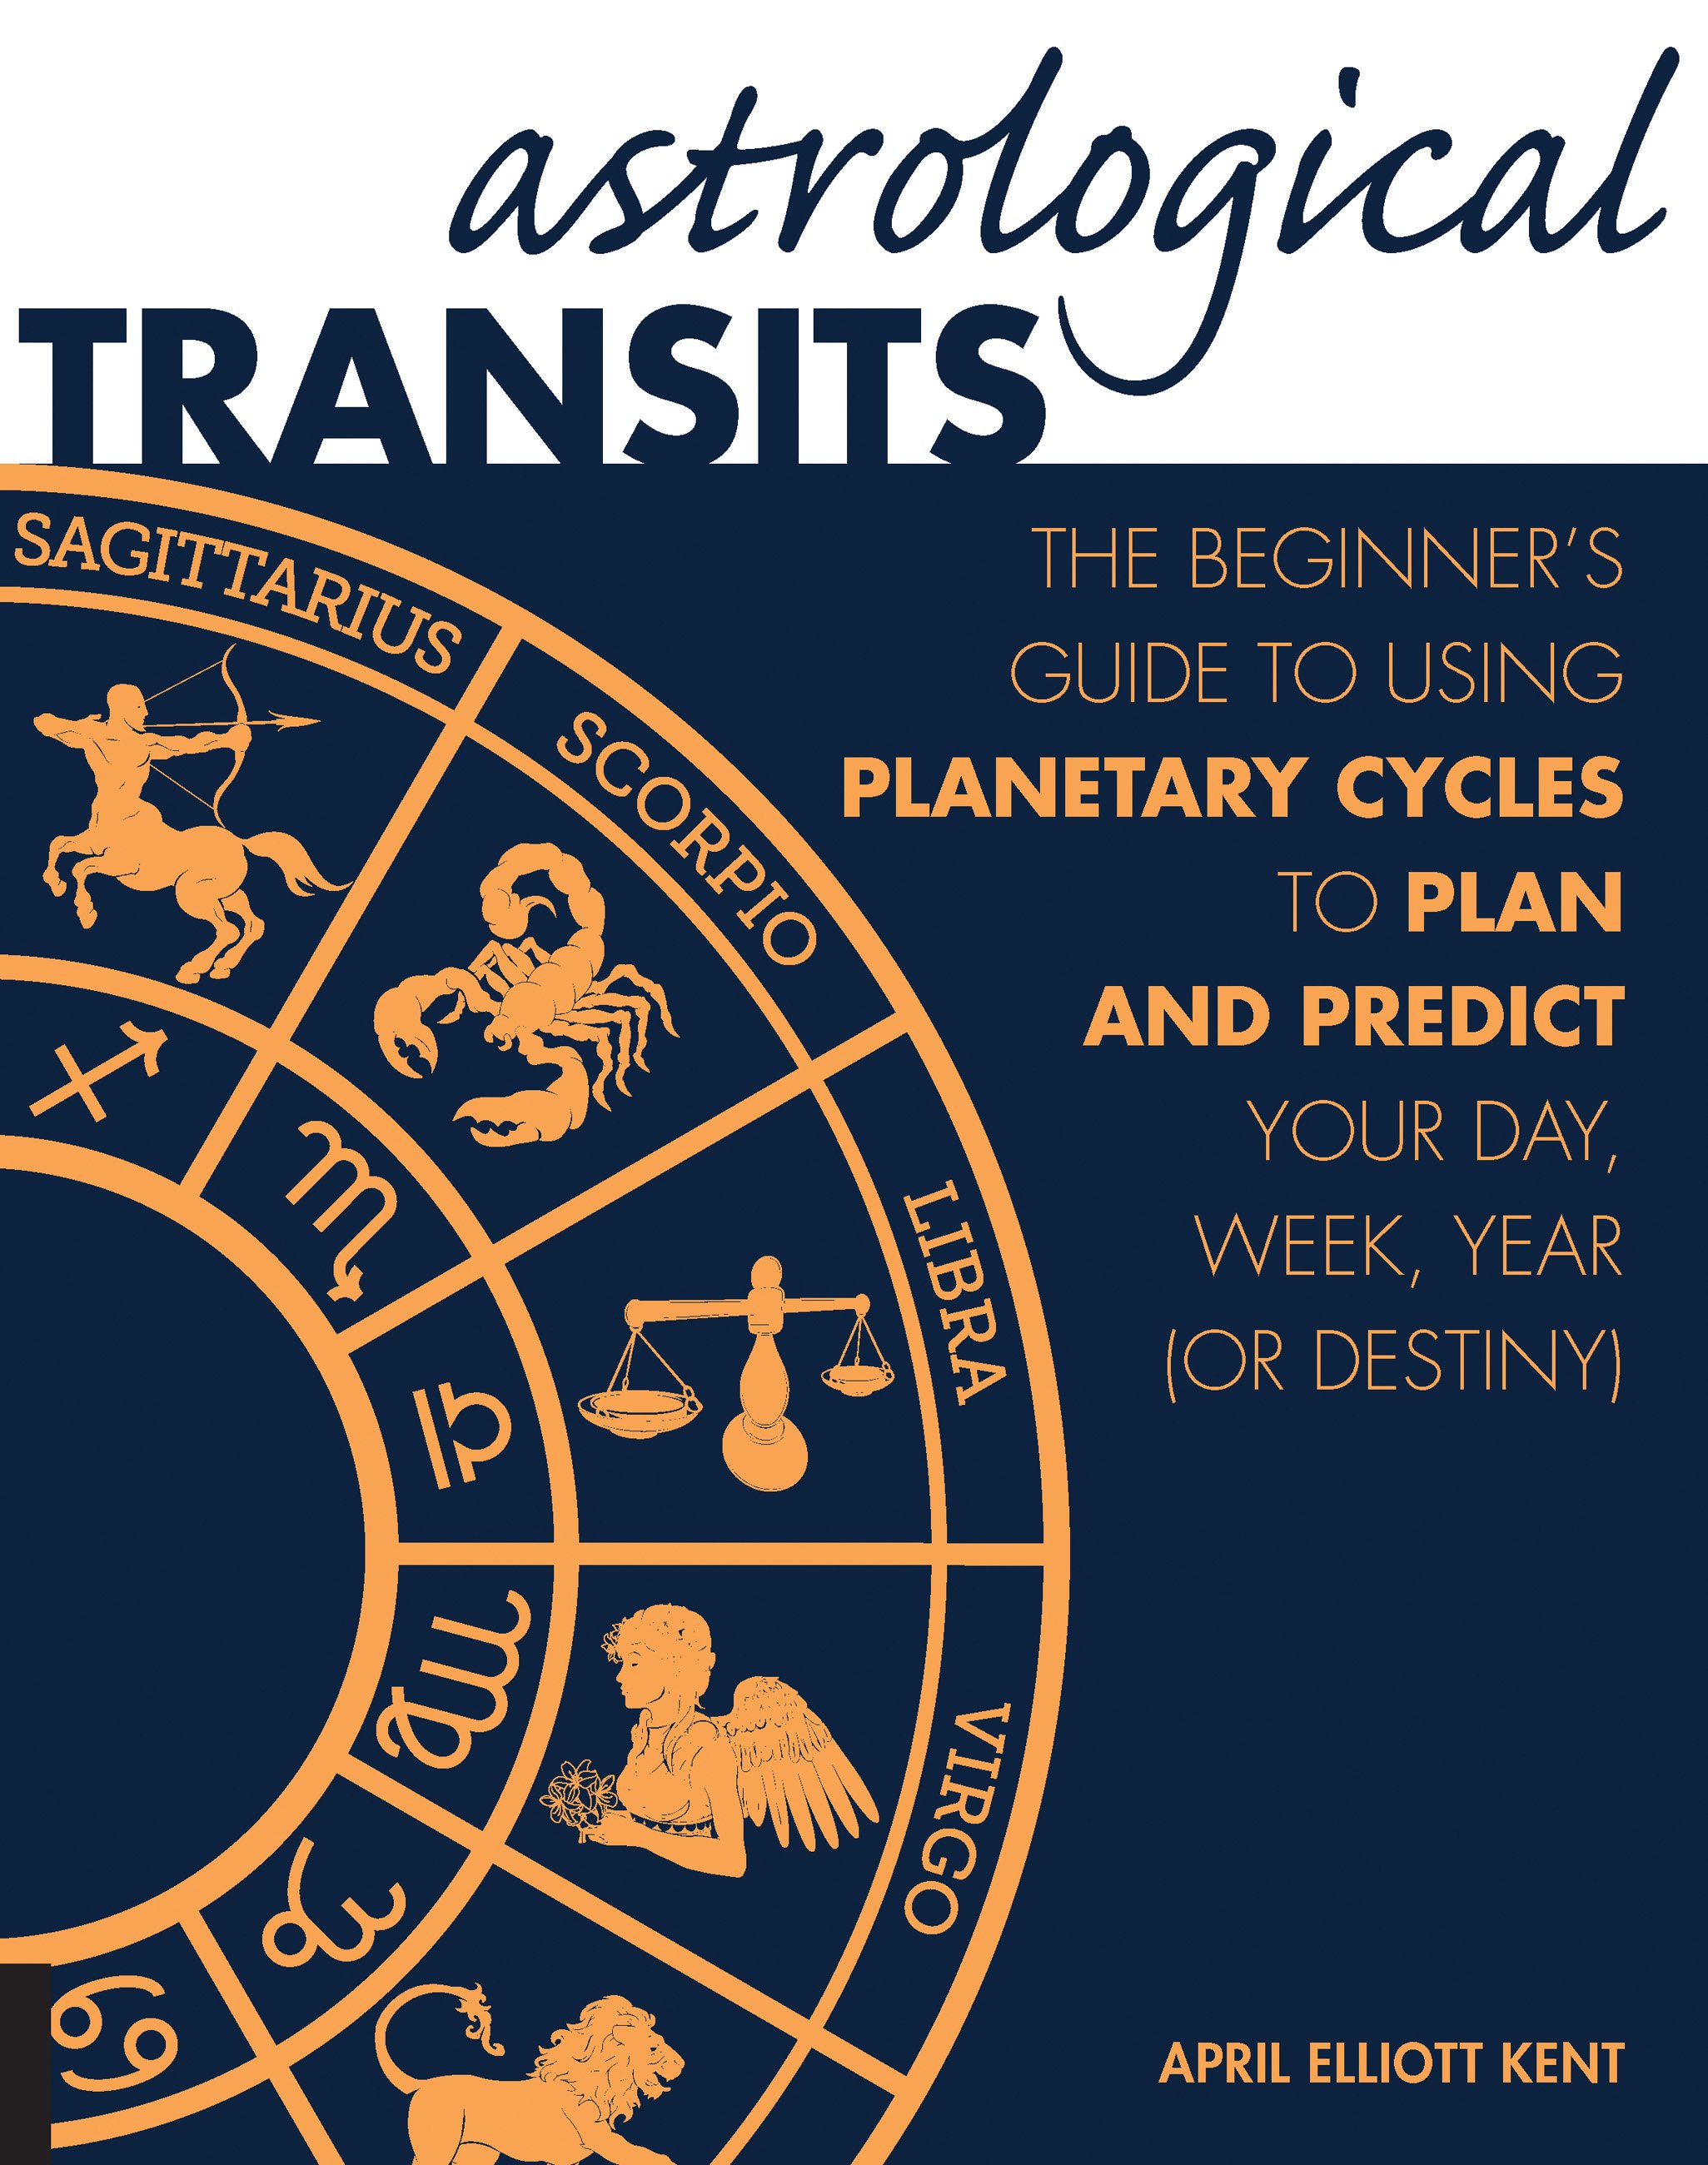 astrological
TRANSITS
THE BEGINNER'S
GUIDE TO USING
PLANETARY CYCLES
TO PLAN
AND PREDICT
YOUR DAY,
WEEK, YEAR
(OR DESTINY)
SAGITTARIUS
SCORPIO
LIBRA
VIRGO
♐
♏
♎
♍
♌
♋
APRIL ELLIOTT KENT